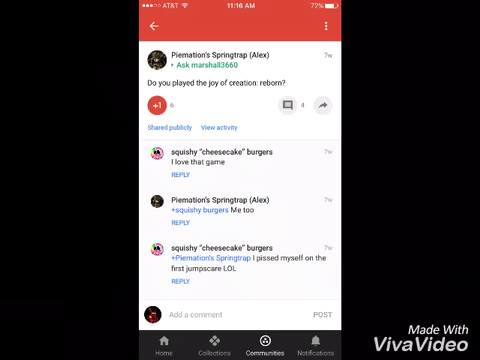 AT&T 11:16 AM 72%
Piemation's Springtrap (Alex) 7w
Ask marshall3660
Do you played the joy of creation: reborn?
+1 6 4
Shared publicly View activity
squishy "cheesecake" burgers 7w
I love that game
REPLY
Piemation's Springtrap (Alex) 7w
+squishy burgers Me too
REPLY
squishy "cheesecake" burgers 7w
+Piemation's Springtrap I pissed myself on the
first jumpscare LOL
REPLY
Add a comment POST
Home Collections Communities Notifications
Made With
VivaVideo